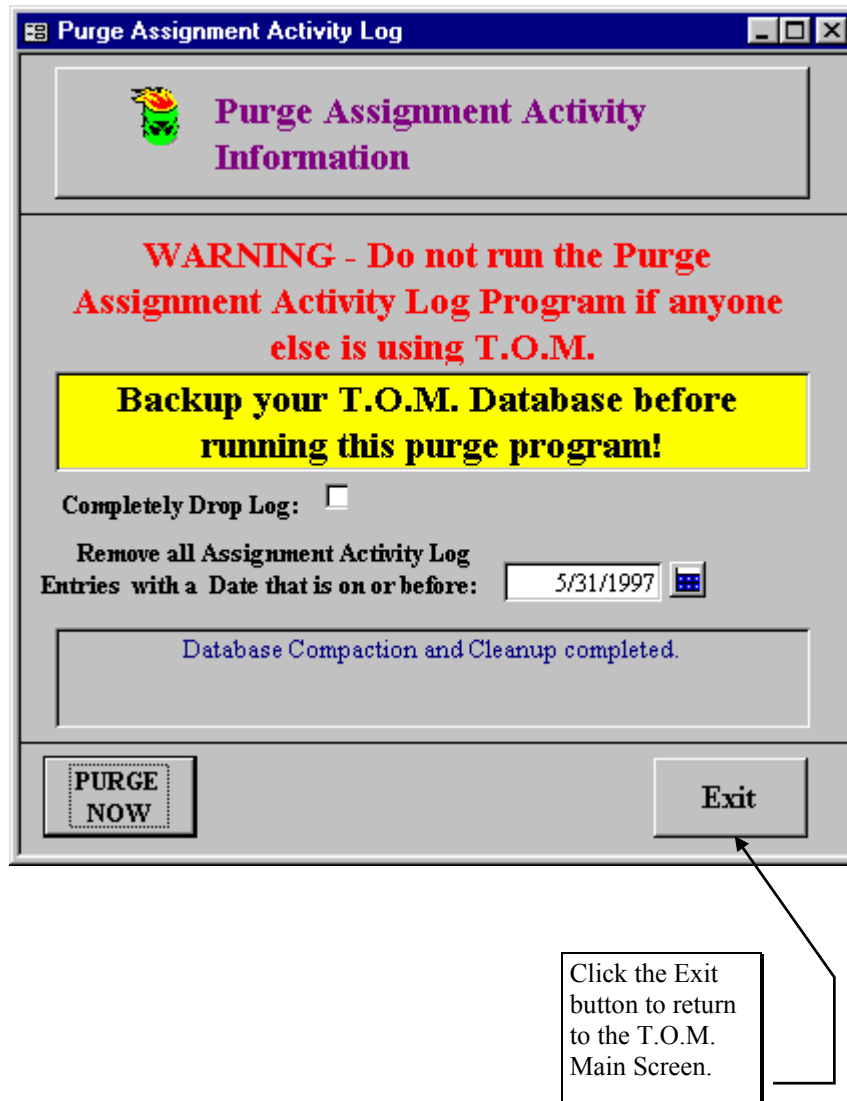 Purge Assignment Activity Log
Purge Assignment Activity
Information
WARNING - Do not run the Purge
Assignment Activity Log Program if anyone
else is using T.O.M.
Backup your T.O.M. Database before
running this purge program!
Completely Drop Log:
Remove all Assignment Activity Log
Entries with a Date that is on or before:
5/31/1997
Database Compaction and Cleanup completed.
PURGE
NOW
Exit
Click the Exit
button to return
to the T.O.M.
Main Screen.